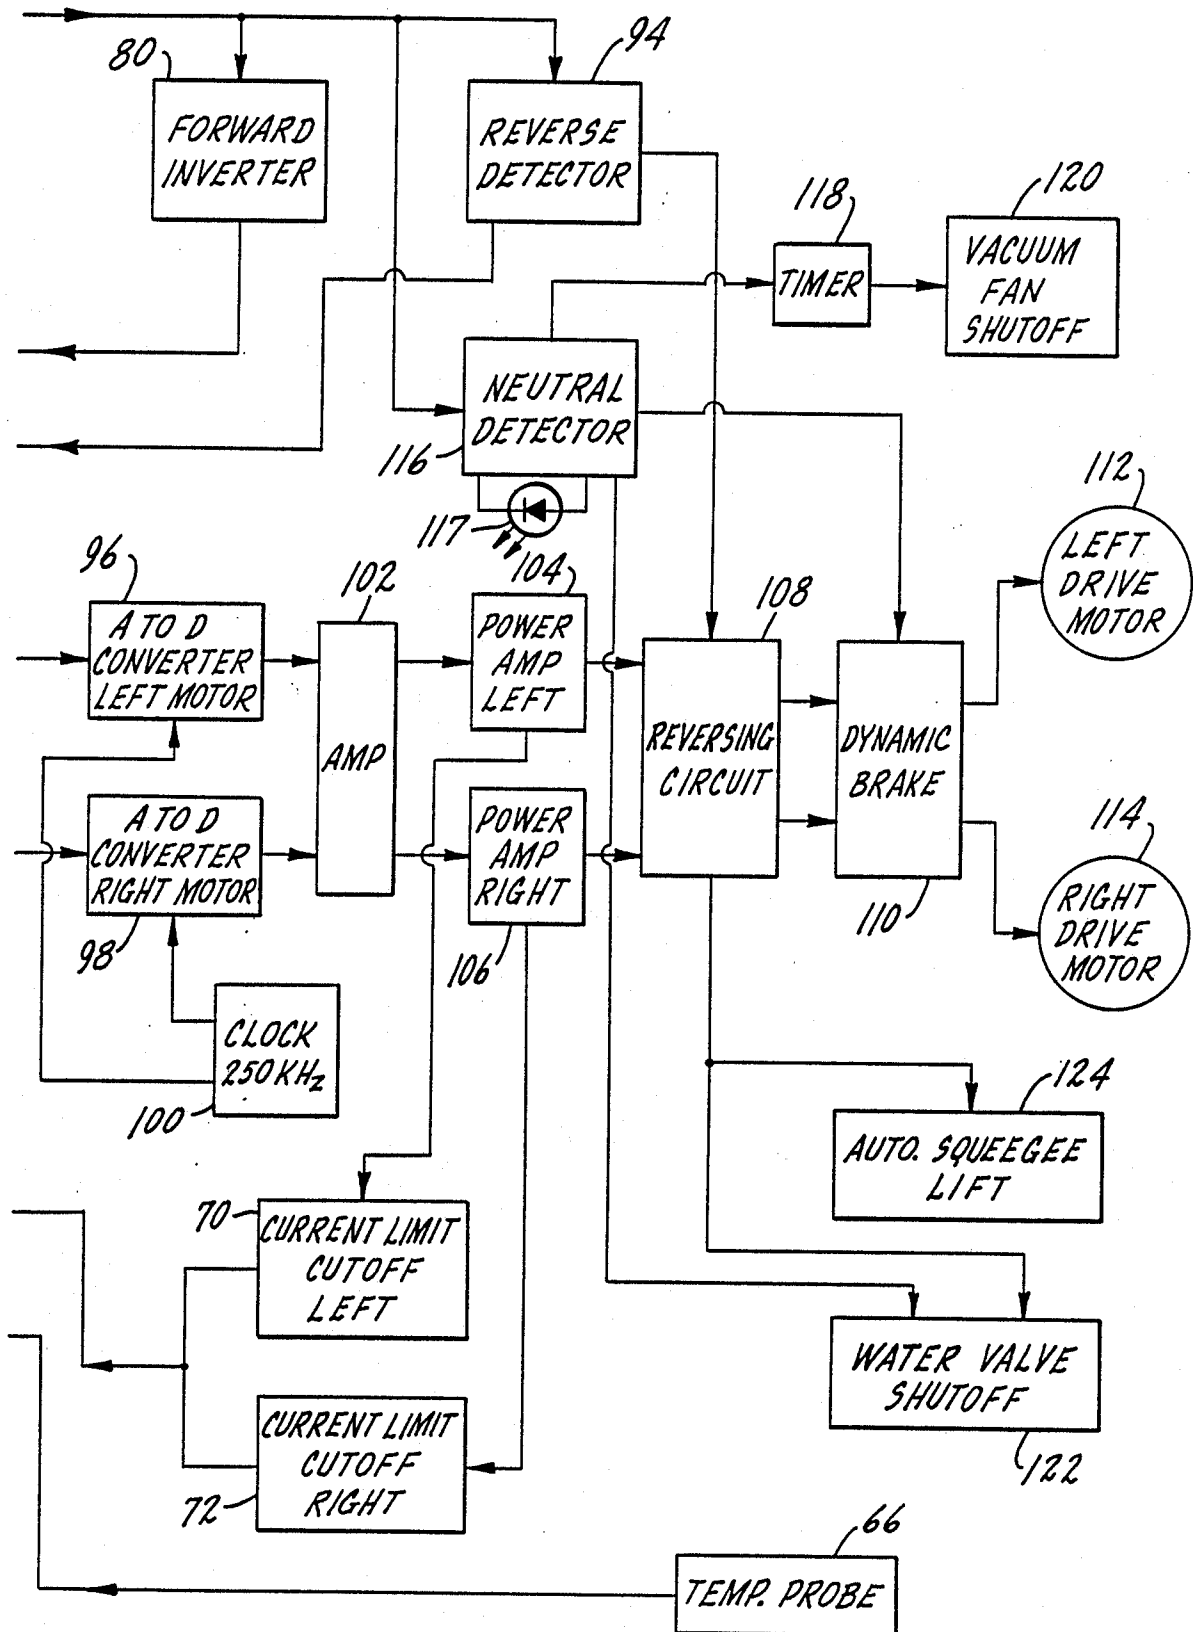 80
94
FORWARD
INVERTER
REVERSE
DETECTOR
118
120
TIMER
VACUUM
FAN
SHUTOFF
NEUTRAL
DETECTOR
116
117
112
LEFT
DRIVE
MOTOR
96
102
104
108
A TO D
CONVERTER
LEFT MOTOR
POWER
AMP
LEFT
AMP
REVERSING
CIRCUIT
DYNAMIC
BRAKE
A TO D
CONVERTER
RIGHT MOTOR
POWER
AMP
RIGHT
114
RIGHT
DRIVE
MOTOR
98
106
110
CLOCK
250 KHz
100
124
AUTO. SQUEEGEE
LIFT
70
CURRENT LIMIT
CUTOFF
LEFT
WATER VALVE
SHUTOFF
122
CURRENT LIMIT
CUTOFF
RIGHT
72
66
TEMP. PROBE